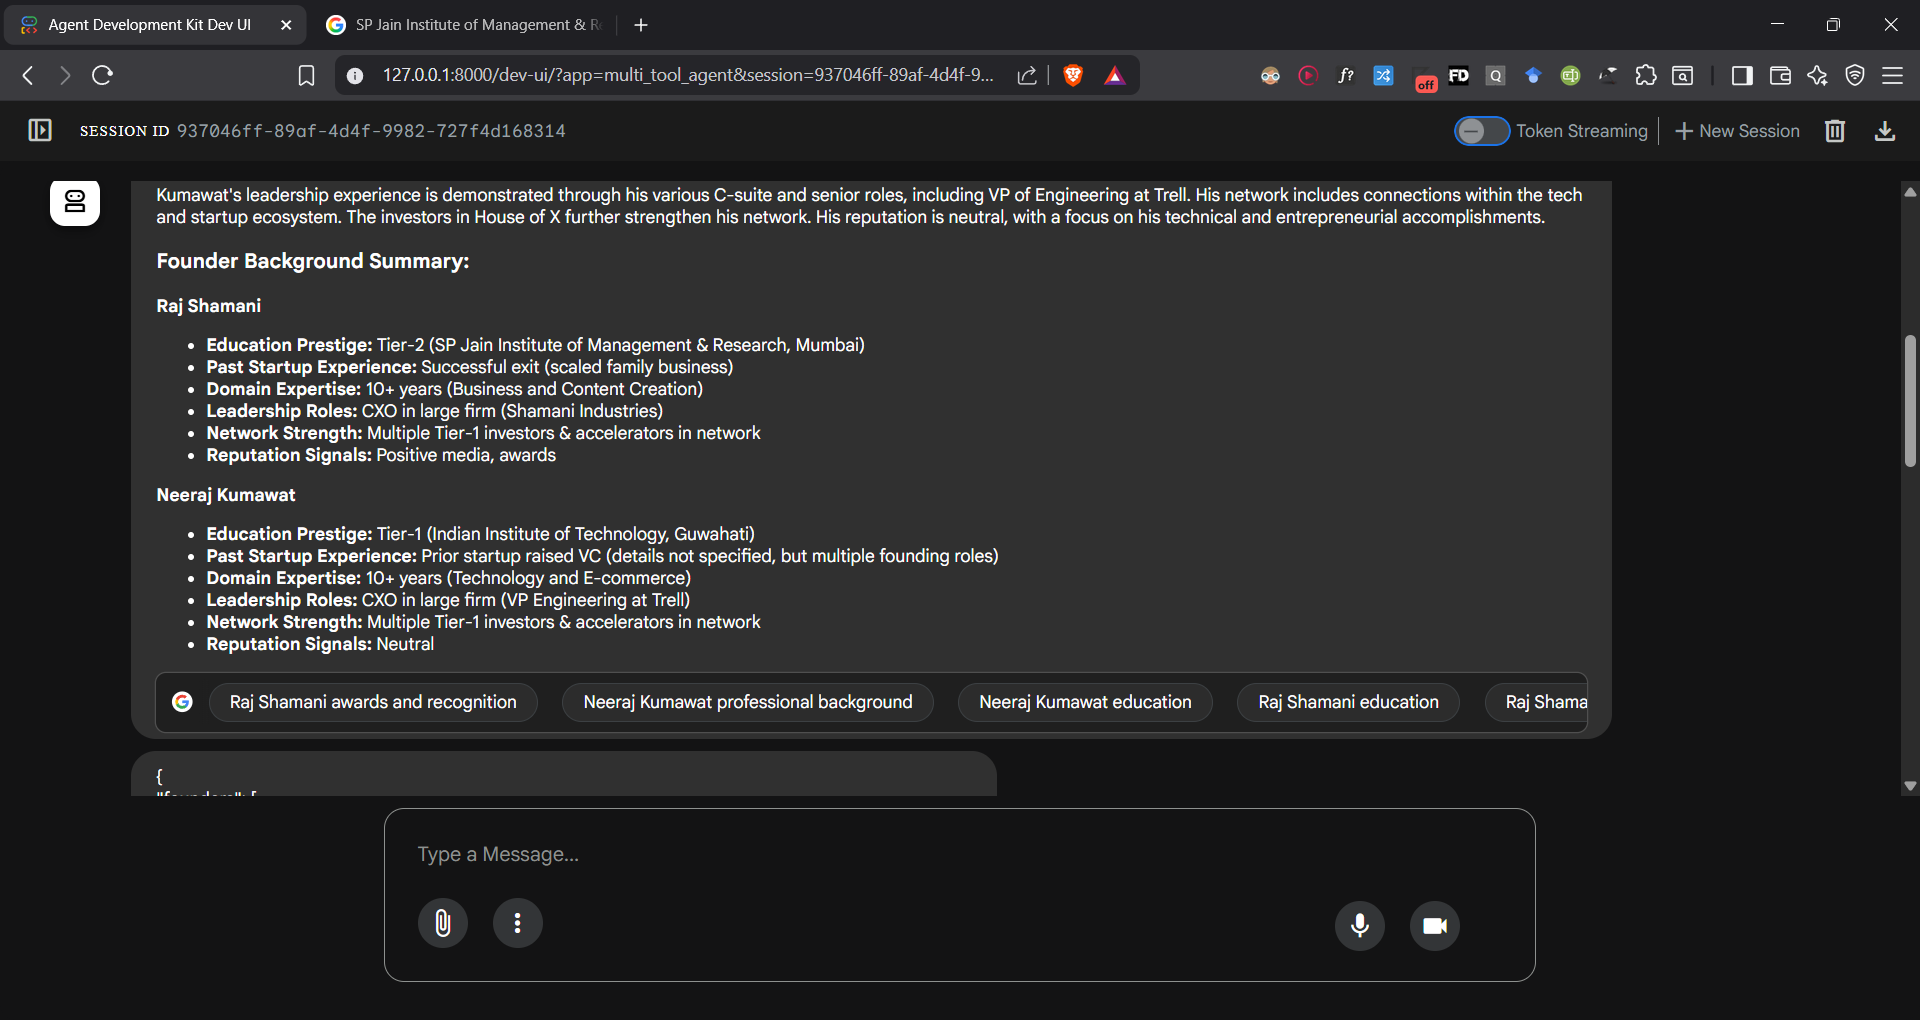 Agent Development Kit Dev UI
SP Jain Institute of Management &
127.0.0.1:8000/dev-ui/?app=multi_tool_agent&session=937046ff-89af-4d4f-9...
f?
off
FD
Q
SESSION ID 937046ff-89af-4d4f-9982-727f4d168314
Token Streaming
New Session
Kumawat's leadership experience is demonstrated through his various C-suite and senior roles, including VP of Engineering at Trell. His network includes connections within the tech
and startup ecosystem. The investors in House of X further strengthen his network. His reputation is neutral, with a focus on his technical and entrepreneurial accomplishments.
Founder Background Summary:
Raj Shamani
• Education Prestige: Tier-2 (SP Jain Institute of Management & Research, Mumbai)
• Past Startup Experience: Successful exit (scaled family business)
• Domain Expertise: 10+ years (Business and Content Creation)
• Leadership Roles: CXO in large firm (Shamani Industries)
• Network Strength: Multiple Tier-1 investors & accelerators in network
• Reputation Signals: Positive media, awards
Neeraj Kumawat
• Education Prestige: Tier-1 (Indian Institute of Technology, Guwahati)
• Past Startup Experience: Prior startup raised VC (details not specified, but multiple founding roles)
• Domain Expertise: 10+ years (Technology and E-commerce)
• Leadership Roles: CXO in large firm (VP Engineering at Trell)
• Network Strength: Multiple Tier-1 investors & accelerators in network
• Reputation Signals: Neutral
Raj Shamani awards and recognition
Neeraj Kumawat professional background
Neeraj Kumawat education
Raj Shamani education
Raj Shama
{
Type a Message...